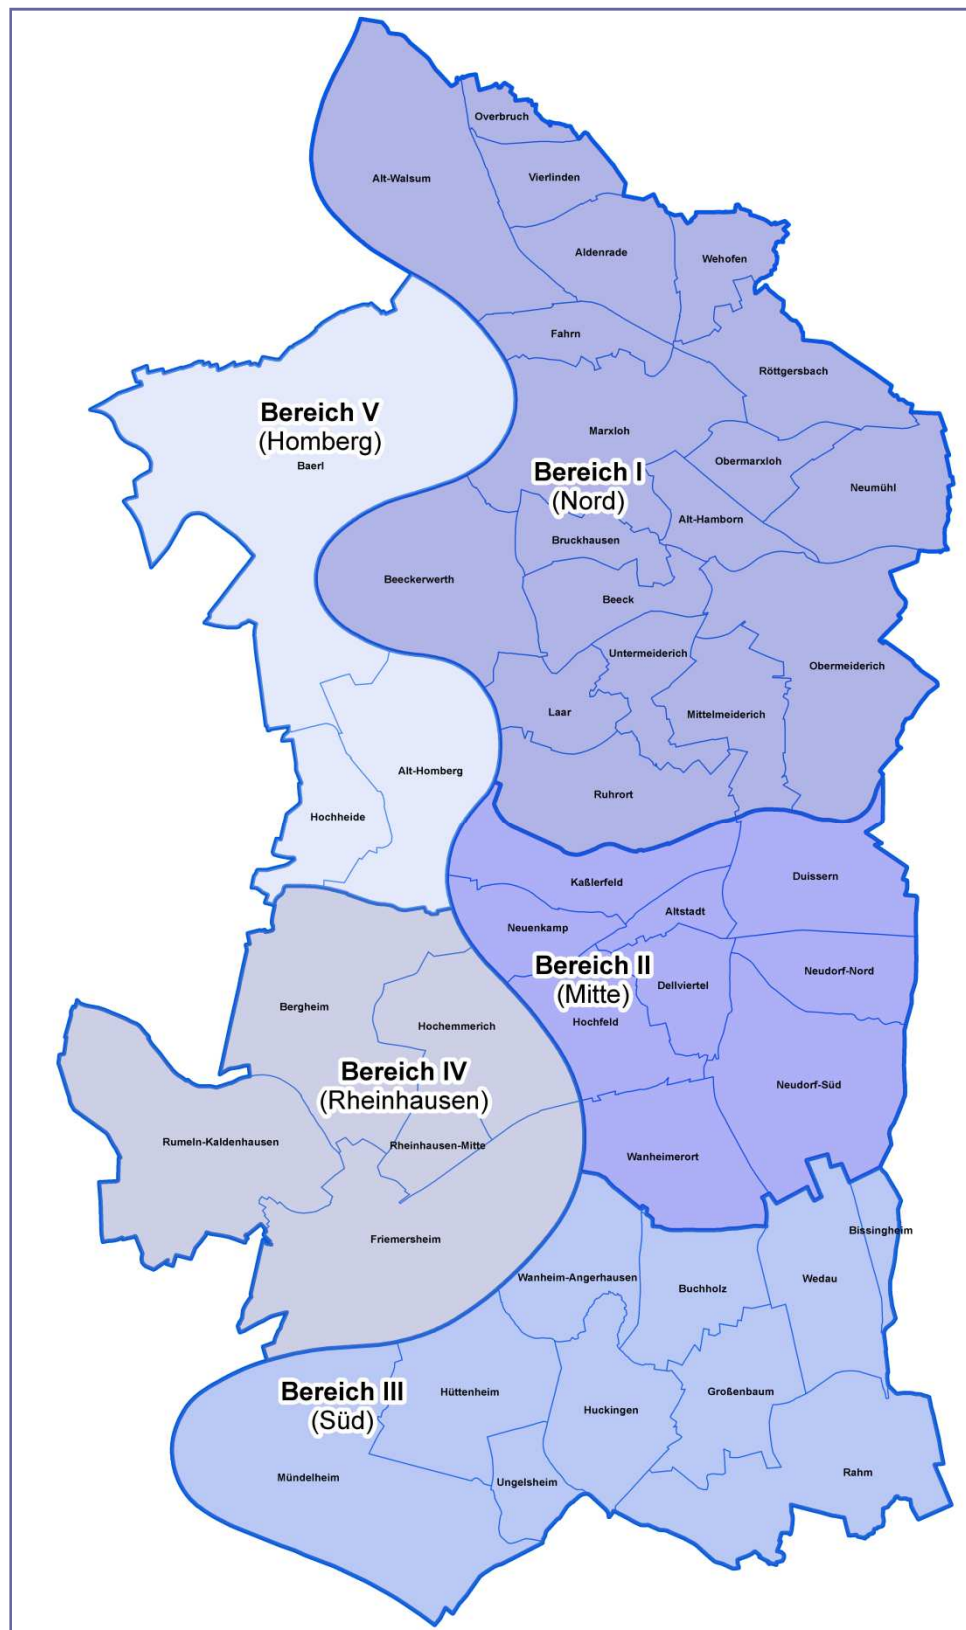 Overbruch
Alt-Walsum
Vierlinden
Aldenrade
Wehofen
Fahrn
Röttgersbach
Bereich V
(Homberg)
Baerl
Marxloh
Obermarxloh
Bereich I
(Nord)
Neumühl
Alt-Hamborn
Bruckhausen
Beeckerwerth
Beeck
Untermeiderich
Obermeiderich
Laar
Mittelmeiderich
Alt-Homberg
Ruhrort
Hochheide
Kaßlerfeld
Duissern
Altstadt
Neuenkamp
Bereich II
(Mitte)
Neudorf-Nord
Dellviertel
Hochfeld
Bergheim
Hochemmerich
Bereich IV
(Rheinhausen)
Neudorf-Süd
Rumeln-Kaldenhausen
Rheinhausen-Mitte
Wanheimerort
Friemersheim
Bissingheim
Wanheim-Angerhausen
Wedau
Buchholz
Bereich III
(Süd)
Hüttenheim
Großenbaum
Huckingen
Mündelheim
Ungelsheim
Rahm